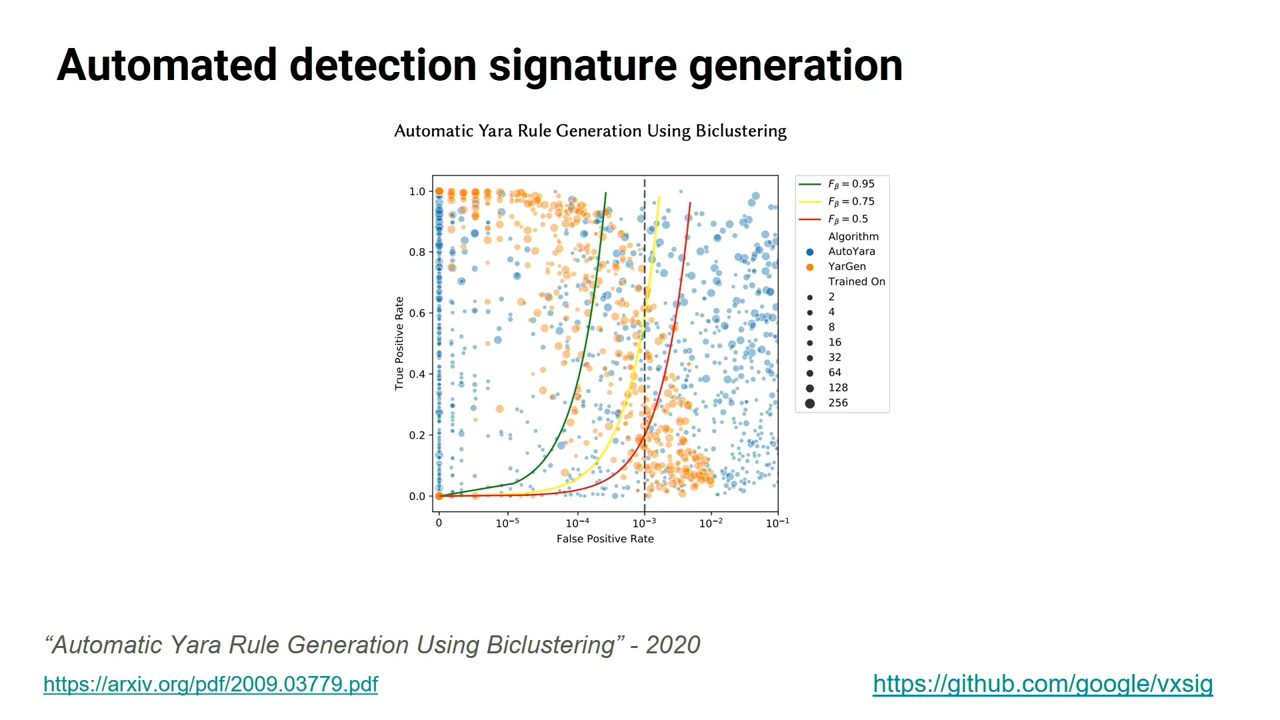 Automated detection signature generation
Automatic Yara Rule Generation Using Biclustering
1.0
0.8
0.6
0.4
0.2
0.0
True Positive Rate
0
10⁻⁵
10⁻⁴
10⁻³
10⁻²
10⁻¹
False Positive Rate
Fᵦ = 0.95
Fᵦ = 0.75
Fᵦ = 0.5
Algorithm
AutoYara
YarGen
Trained On
2
4
8
16
32
64
128
256
“Automatic Yara Rule Generation Using Biclustering” - 2020
https://arxiv.org/pdf/2009.03779.pdf
https://github.com/google/vxsig